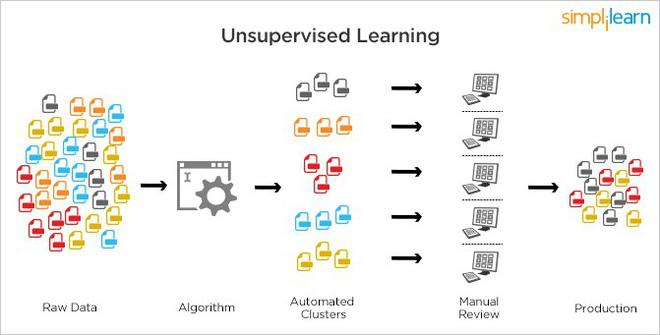 simplilearn
Unsupervised Learning
Raw Data
Algorithm
Automated
Clusters
Manual
Review
Production